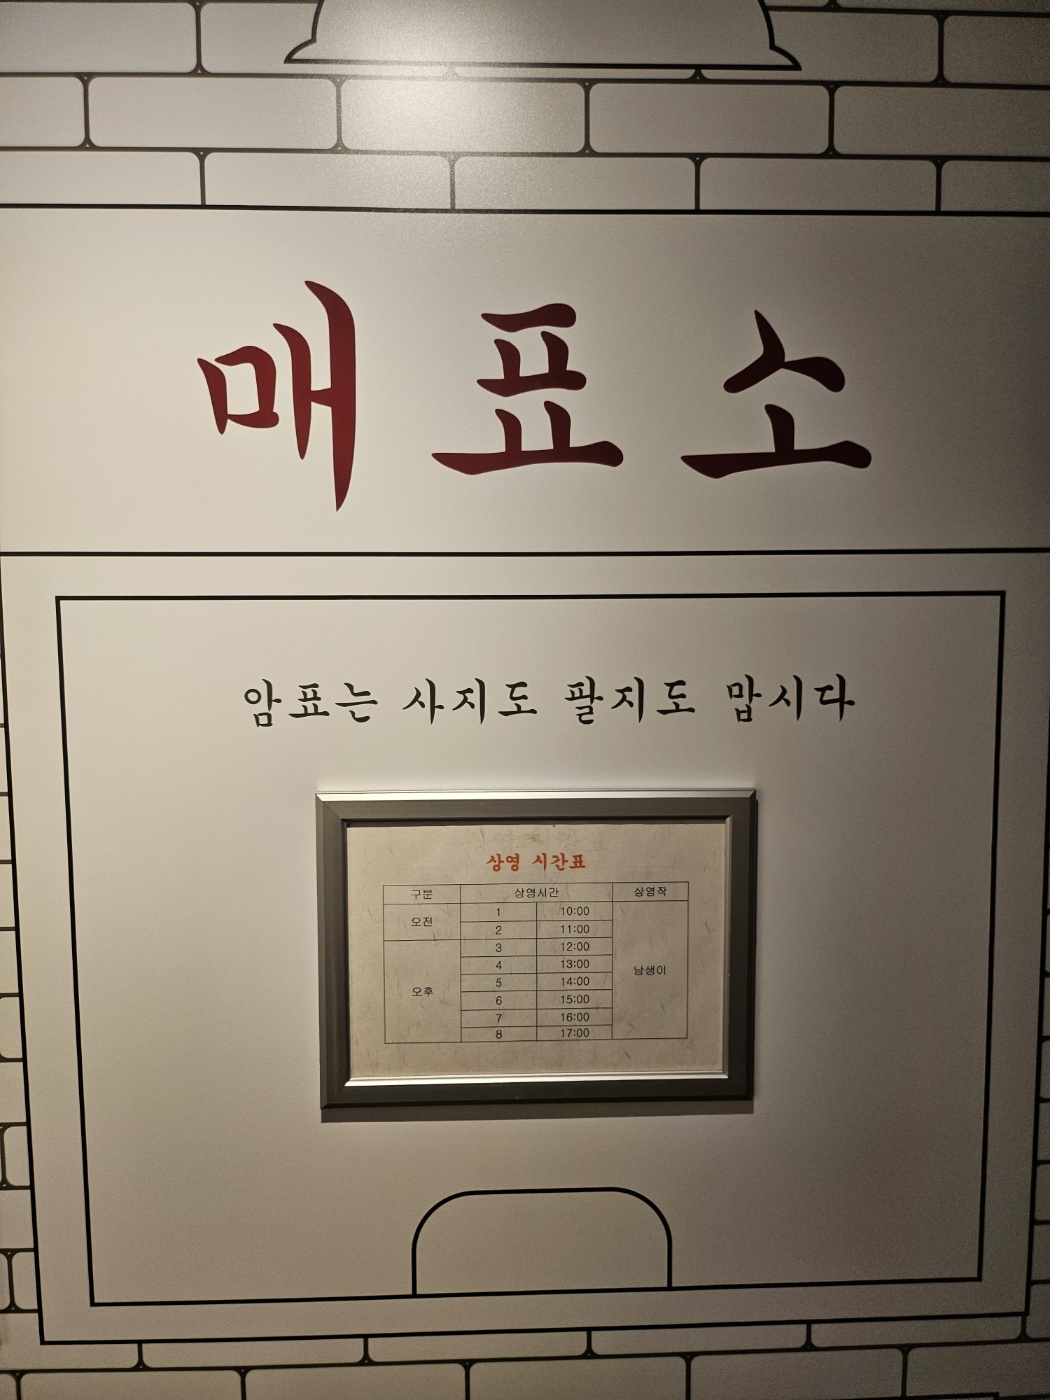 매표소
암표는 사지도 팔지도 맙시다
상영 시간표
구분 상영시간 상영작
오전 1 10:00
2 11:00
오후 3 12:00
4 13:00
5 14:00
6 15:00
7 16:00
8 17:00
남생이